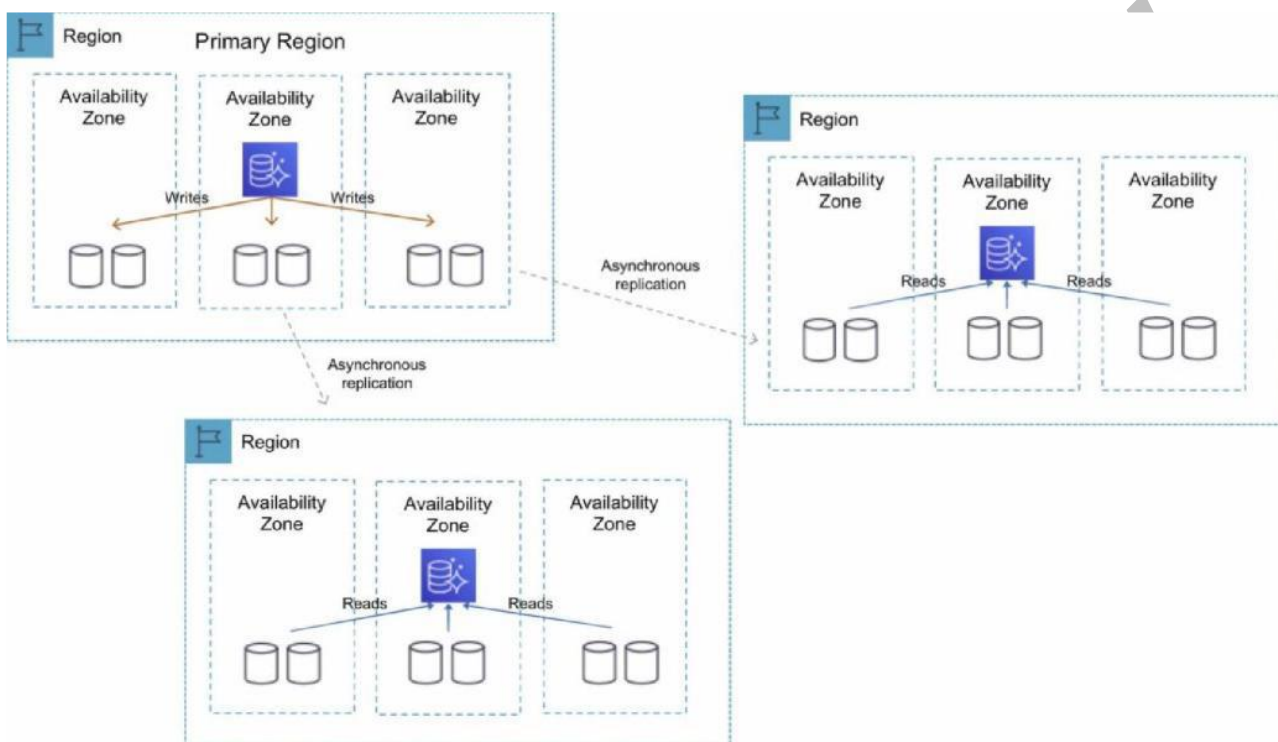 Region
Primary Region
Availability
Zone
Availability
Zone
Availability
Zone
Writes
Writes
Asynchronous
replication
Asynchronous
replication
Region
Availability
Zone
Availability
Zone
Availability
Zone
Reads
Reads
Region
Availability
Zone
Availability
Zone
Availability
Zone
Reads
Reads